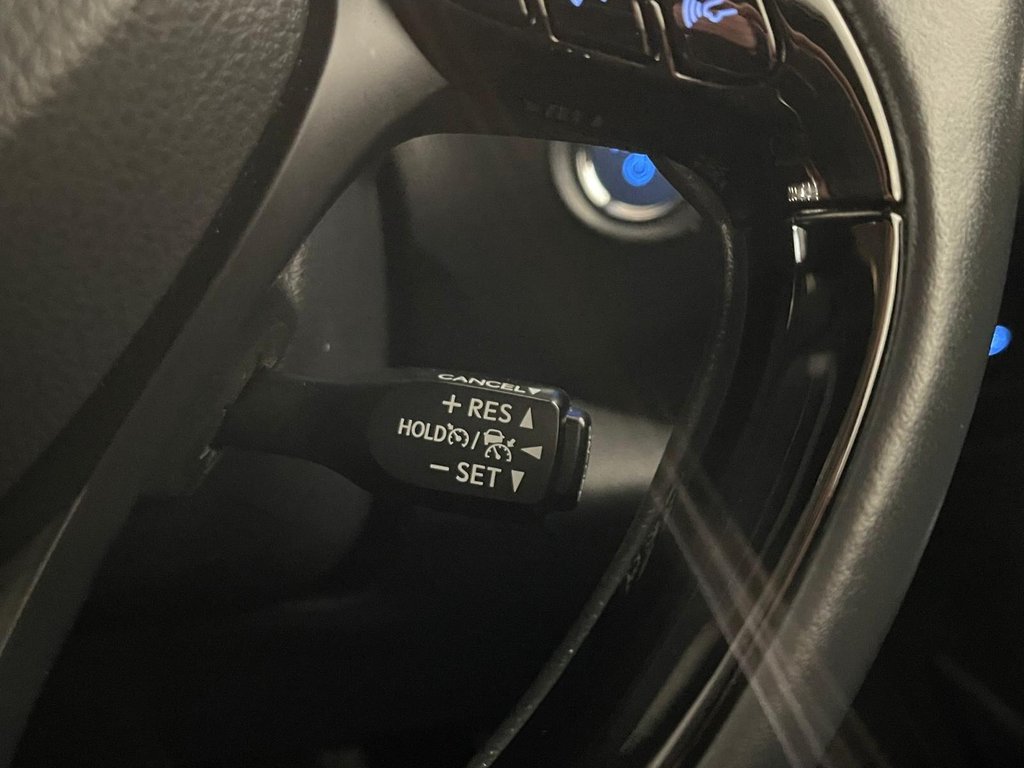 CANCEL
+ RES
HOLD /
- SET